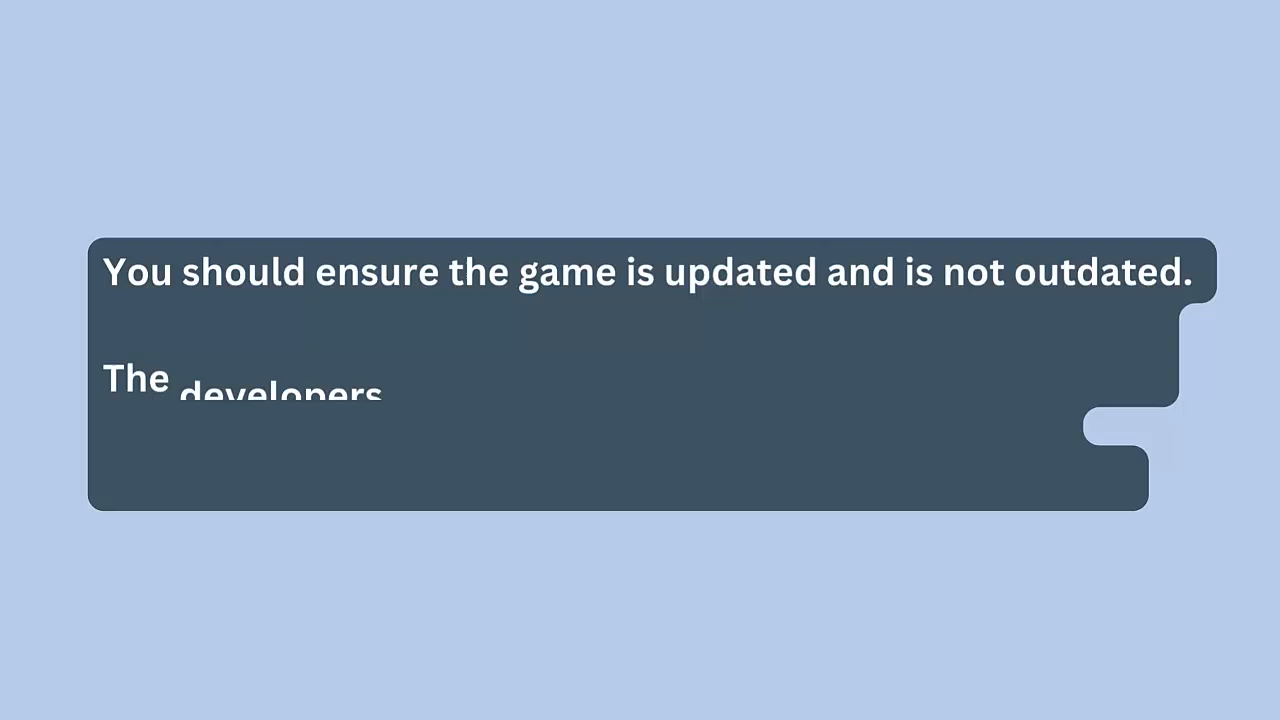 You should ensure the game is updated and is not outdated.
The developers